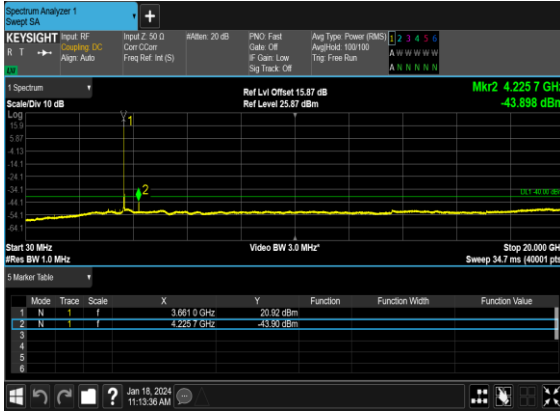 Spectrum Analyzer 1
Swept SA
+
KEYSIGHT
R T
Input: RF
Coupling: DC
Align: Auto
Input Z: 50 Ω
Corr CCorr
Freq Ref: Int (S)
#Atten: 20 dB
PNO: Fast
Gate: Off
IF Gain: Low
Sig Track: Off
Avg Type: Power (RMS)
Avg|Hold: 100/100
Trig: Free Run
1 2 3 4 5 6
A W W W W W
A N N N N N
1 Spectrum
Scale/Div 10 dB
Ref Lvl Offset 15.87 dB
Ref Level 25.87 dBm
Mkr2 4.225 7 GHz
-43.898 dBm
Log
15.9
5.87
-4.13
-14.1
-24.1
-34.1
-44.1
-54.1
-64.1
1
2
DL1 -40.00 dBm
Start 30 MHz
#Res BW 1.0 MHz
Video BW 3.0 MHz*
Stop 20.000 GH
Sweep 34.7 ms (40001 pts
5 Marker Table
Mode Trace Scale X Y Function Function Width Function Value
1 N 1 f 3.661 0 GHz 20.92 dBm
2 N 1 f 4.225 7 GHz -43.90 dBm
3
4
5
6
?
Jan 18, 2024
11:13:36 AM